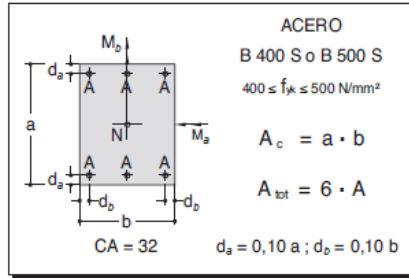 ACERO
B 400 S o B 500 S
400 ≤ fyk ≤ 500 N/mm²
Ac = a · b
Atot = 6 · A
da = 0,10 a ; db = 0,10 b
Mb
da
A A A
a
N
Ma
A A A
da
db db
b
CA = 32